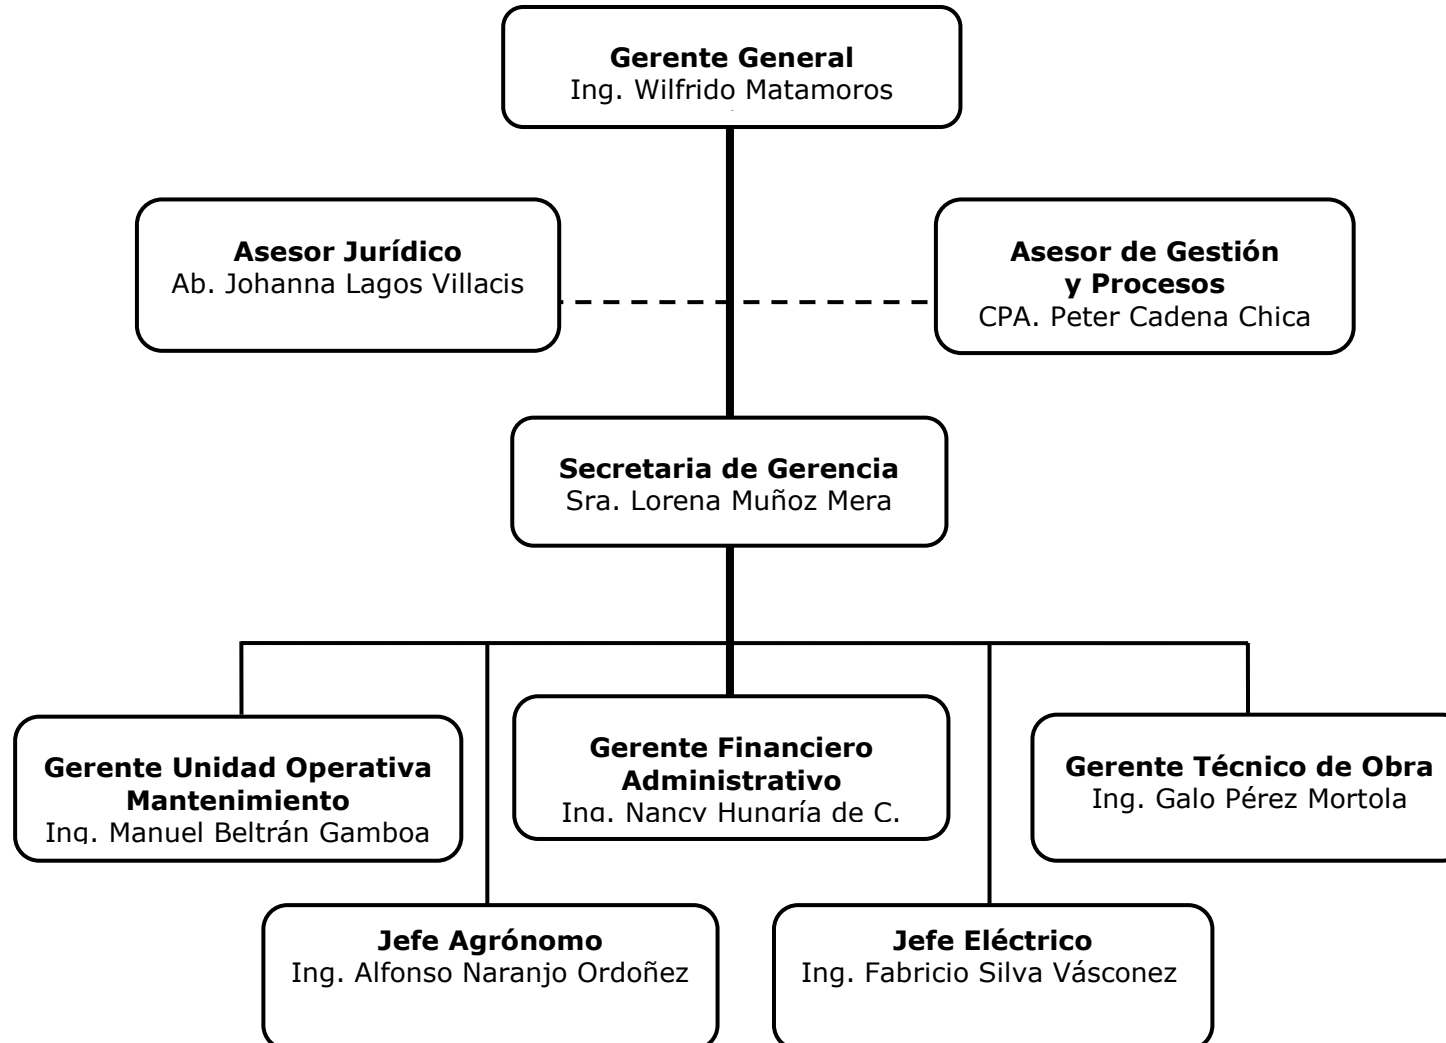 Gerente General
Ing. Wilfrido Matamoros
Asesor Jurídico
Ab. Johanna Lagos Villacis
Asesor de Gestión
y Procesos
CPA. Peter Cadena Chica
Secretaria de Gerencia
Sra. Lorena Muñoz Mera
Gerente Unidad Operativa
Mantenimiento
Ing. Manuel Beltrán Gamboa
Gerente Financiero
Administrativo
Ing. Nancy Hungría de C.
Gerente Técnico de Obra
Ing. Galo Pérez Mortola
Jefe Agrónomo
Ing. Alfonso Naranjo Ordoñez
Jefe Eléctrico
Ing. Fabricio Silva Vásconez